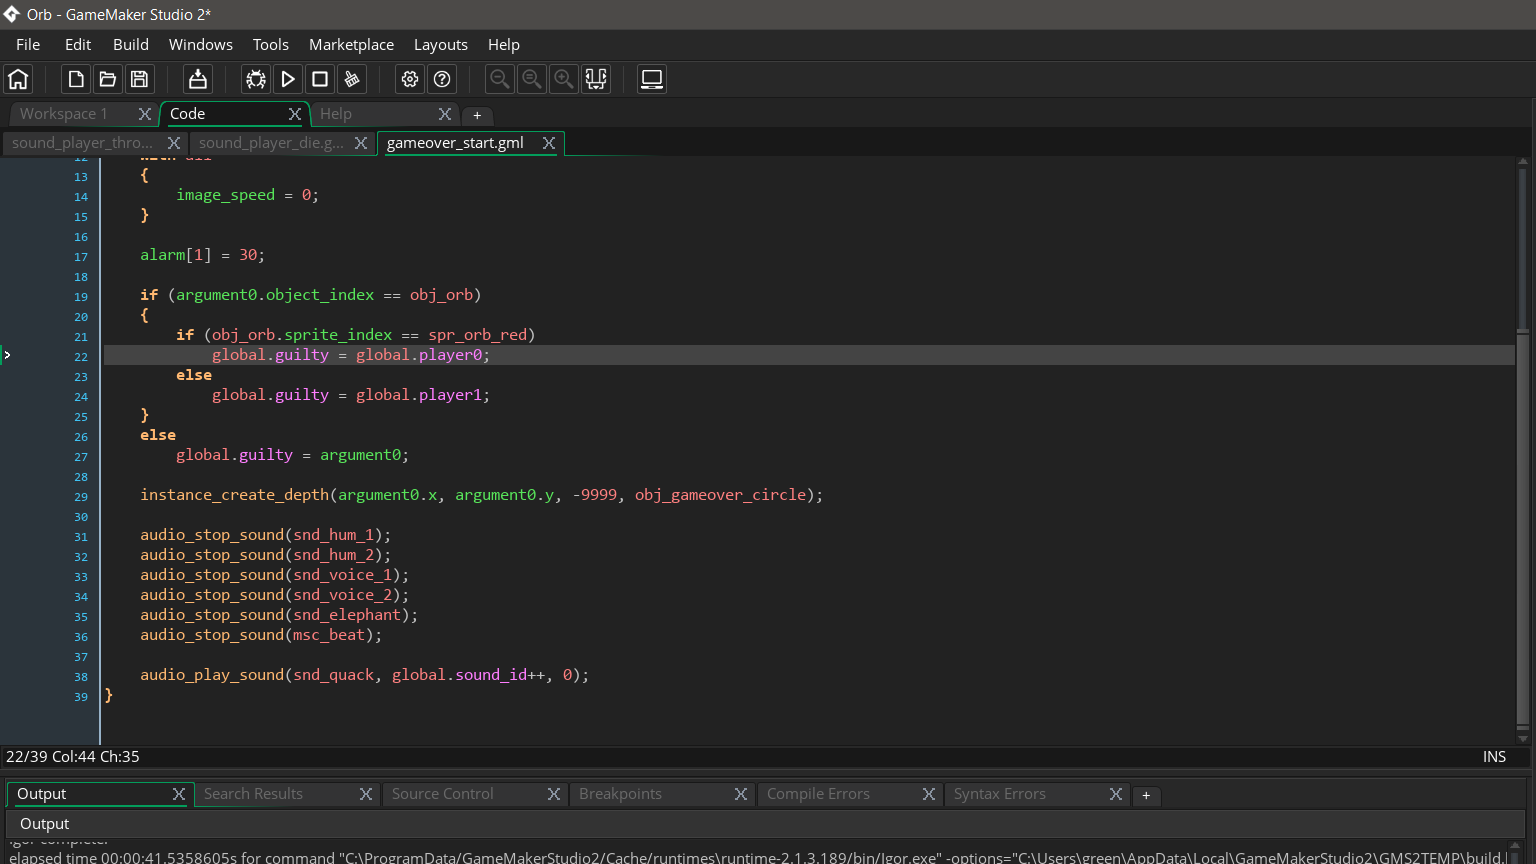 Orb - GameMaker Studio 2*
File Edit Build Windows Tools Marketplace Layouts Help
Workspace 1 Code Help +
sound_player_thro... sound_player_die.g... gameover_start.gml
12 with all
13 {
14 image_speed = 0;
15 }
16
17 alarm[1] = 30;
18
19 if (argument0.object_index == obj_orb)
20 {
21 if (obj_orb.sprite_index == spr_orb_red)
22 global.guilty = global.player0;
23 else
24 global.guilty = global.player1;
25 }
26 else
27 global.guilty = argument0;
28
29 instance_create_depth(argument0.x, argument0.y, -9999, obj_gameover_circle);
30
31 audio_stop_sound(snd_hum_1);
32 audio_stop_sound(snd_hum_2);
33 audio_stop_sound(snd_voice_1);
34 audio_stop_sound(snd_voice_2);
35 audio_stop_sound(snd_elephant);
36 audio_stop_sound(msc_beat);
37
38 audio_play_sound(snd_quack, global.sound_id++, 0);
39 }
22/39 Col:44 Ch:35 INS
Output Search Results Source Control Breakpoints Compile Errors Syntax Errors +
Output
Igor complete.
elapsed time 00:00:41.5358605s for command "C:\ProgramData/GameMakerStudio2/Cache/runtimes\runtime-2.1.3.189/bin/Igor.exe" -options="C:\Users\green\AppData\Local\GameMakerStudio2\GMS2TEMP\build.